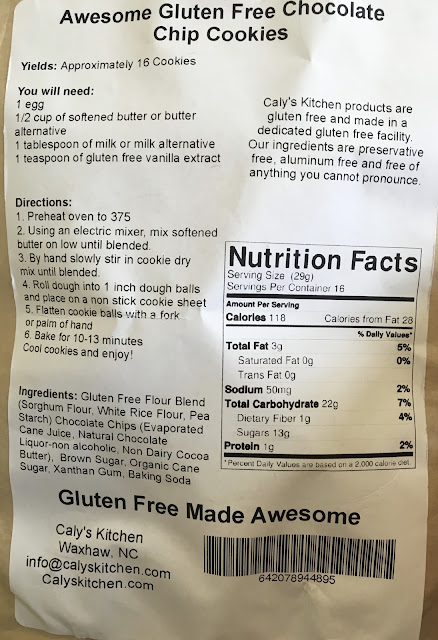 Awesome Gluten Free Chocolate
Chip Cookies
Yields: Approximately 16 Cookies
You will need:
1 egg
1/2 cup of softened butter or butter
alternative
1 tablespoon of milk or milk alternative
1 teaspoon of gluten free vanilla extract
Caly's Kitchen products are
gluten free and made in a
dedicated gluten free facility.
Our ingredients are preservative
free, aluminum free and free of
anything you cannot pronounce.
Directions:
1. Preheat oven to 375
2. Using an electric mixer, mix softened
butter on low until blended.
3. By hand slowly stir in cookie dry
mix until blended.
4. Roll dough into 1 inch dough balls
and place on a non stick cookie sheet
5. Flatten cookie balls with a fork
or palm of hand
6. Bake for 10-13 minutes
Cool cookies and enjoy!
Nutrition Facts
Serving Size (29g)
Servings Per Container 16
Amount Per Serving
Calories 118 Calories from Fat 28
% Daily Values*
Total Fat 3g 5%
Saturated Fat 0g 0%
Trans Fat 0g
Sodium 50mg 2%
Total Carbohydrate 22g 7%
Dietary Fiber 1g 4%
Sugars 13g
Protein 1g 2%
*Percent Daily Values are based on a 2,000 calorie diet.
Ingredients: Gluten Free Flour Blend
(Sorghum Flour, White Rice Flour, Pea
Starch) Chocolate Chips (Evaporated
Cane Juice, Natural Chocolate
Liquor-non alcoholic, Non Dairy Cocoa
Butter), Brown Sugar, Organic Cane
Sugar, Xanthan Gum, Baking Soda
Gluten Free Made Awesome
Caly's Kitchen
Waxhaw, NC
info@calyskitchen.com
Calyskitchen.com
642078944895